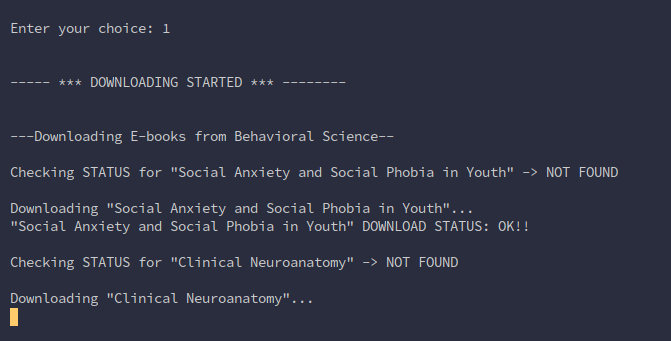 Enter your choice: 1
----- *** DOWNLOADING STARTED *** --------
---Downloading E-books from Behavioral Science--
Checking STATUS for "Social Anxiety and Social Phobia in Youth" -> NOT FOUND
Downloading "Social Anxiety and Social Phobia in Youth"...
"Social Anxiety and Social Phobia in Youth" DOWNLOAD STATUS: OK!!
Checking STATUS for "Clinical Neuroanatomy" -> NOT FOUND
Downloading "Clinical Neuroanatomy"...